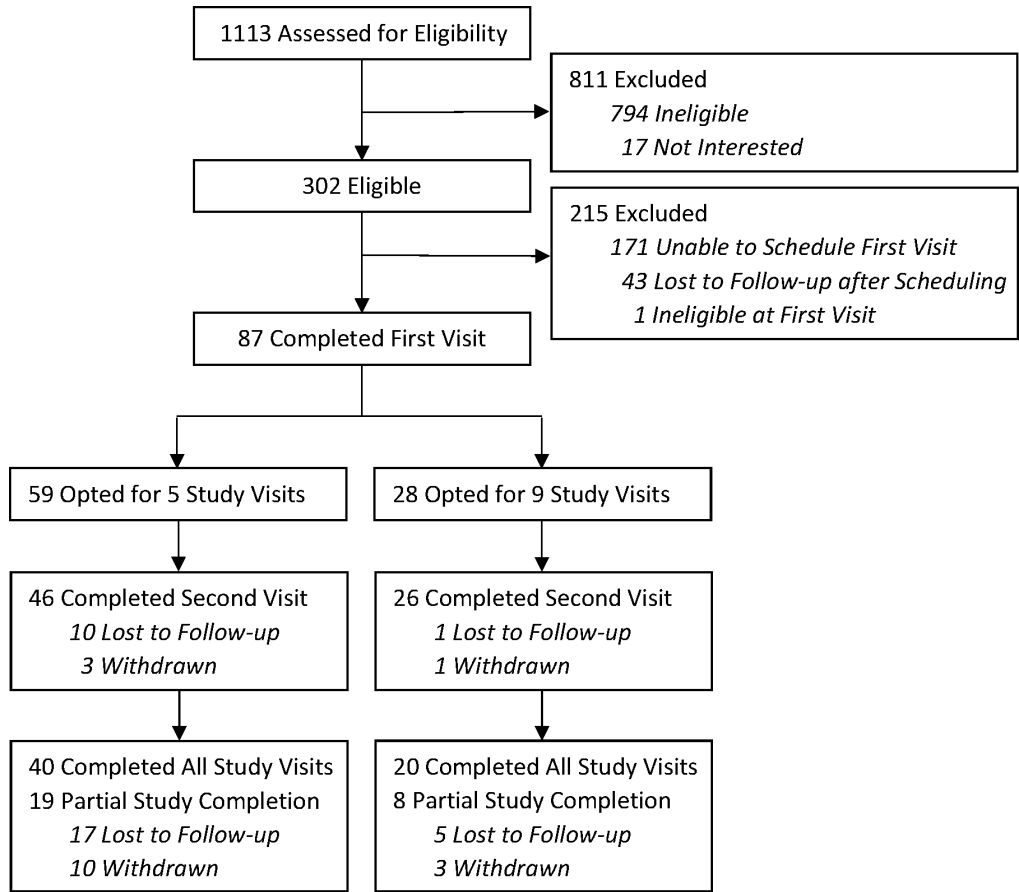 1113 Assessed for Eligibility
811 Excluded
794 Ineligible
17 Not Interested
302 Eligible
215 Excluded
171 Unable to Schedule First Visit
43 Lost to Follow-up after Scheduling
1 Ineligible at First Visit
87 Completed First Visit
59 Opted for 5 Study Visits
28 Opted for 9 Study Visits
46 Completed Second Visit
10 Lost to Follow-up
3 Withdrawn
26 Completed Second Visit
1 Lost to Follow-up
1 Withdrawn
40 Completed All Study Visits
19 Partial Study Completion
17 Lost to Follow-up
10 Withdrawn
20 Completed All Study Visits
8 Partial Study Completion
5 Lost to Follow-up
3 Withdrawn